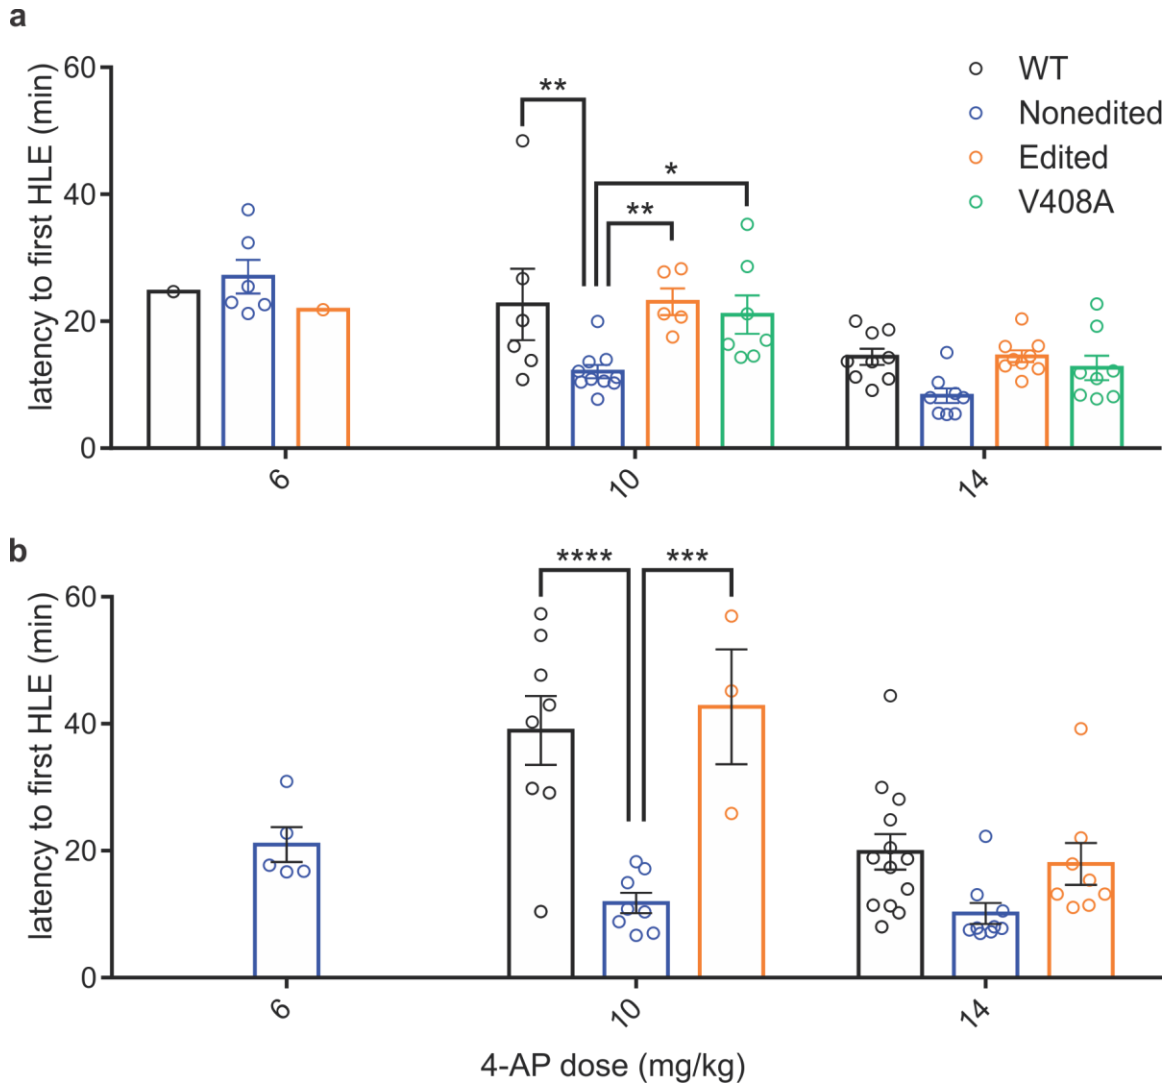 a
latency to first HLE (min)
60
40
20
0
**
*
**
WT
Nonedited
Edited
V408A
6
10
14
b
latency to first HLE (min)
60
40
20
0
****
***
6
10
14
4-AP dose (mg/kg)